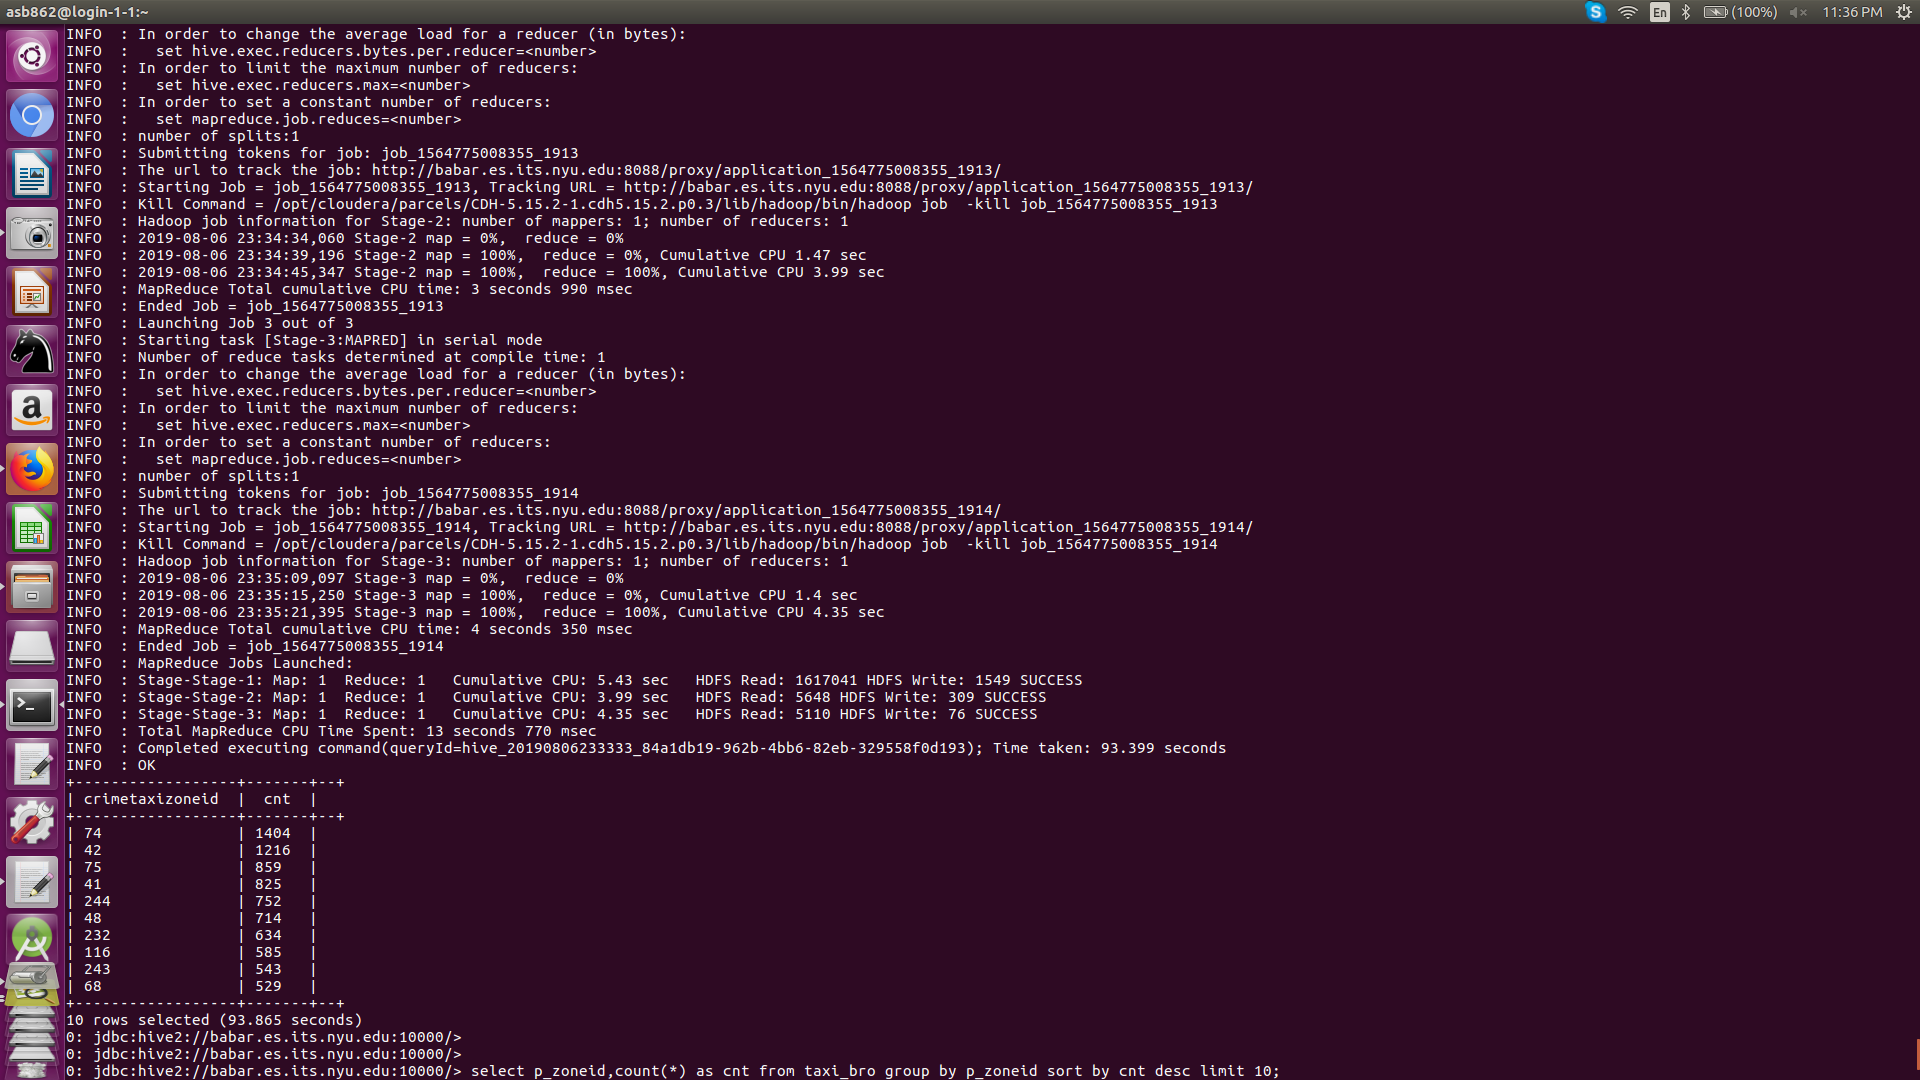 asb862@login-1-1:~
En
(100%)
11:36 PM
INFO  : In order to change the average load for a reducer (in bytes):
INFO  :   set hive.exec.reducers.bytes.per.reducer=<number>
INFO  : In order to limit the maximum number of reducers:
INFO  :   set hive.exec.reducers.max=<number>
INFO  : In order to set a constant number of reducers:
INFO  :   set mapreduce.job.reduces=<number>
INFO  : number of splits:1
INFO  : Submitting tokens for job: job_1564775008355_1913
INFO  : The url to track the job: http://babar.es.its.nyu.edu:8088/proxy/application_1564775008355_1913/
INFO  : Starting Job = job_1564775008355_1913, Tracking URL = http://babar.es.its.nyu.edu:8088/proxy/application_1564775008355_1913/
INFO  : Kill Command = /opt/cloudera/parcels/CDH-5.15.2-1.cdh5.15.2.p0.3/lib/hadoop/bin/hadoop job  -kill job_1564775008355_1913
INFO  : Hadoop job information for Stage-2: number of mappers: 1; number of reducers: 1
INFO  : 2019-08-06 23:34:34,060 Stage-2 map = 0%,  reduce = 0%
INFO  : 2019-08-06 23:34:39,196 Stage-2 map = 100%,  reduce = 0%, Cumulative CPU 1.47 sec
INFO  : 2019-08-06 23:34:45,347 Stage-2 map = 100%,  reduce = 100%, Cumulative CPU 3.99 sec
INFO  : MapReduce Total cumulative CPU time: 3 seconds 990 msec
INFO  : Ended Job = job_1564775008355_1913
INFO  : Launching Job 3 out of 3
INFO  : Starting task [Stage-3:MAPRED] in serial mode
INFO  : Number of reduce tasks determined at compile time: 1
INFO  : In order to change the average load for a reducer (in bytes):
INFO  :   set hive.exec.reducers.bytes.per.reducer=<number>
INFO  : In order to limit the maximum number of reducers:
INFO  :   set hive.exec.reducers.max=<number>
INFO  : In order to set a constant number of reducers:
INFO  :   set mapreduce.job.reduces=<number>
INFO  : number of splits:1
INFO  : Submitting tokens for job: job_1564775008355_1914
INFO  : The url to track the job: http://babar.es.its.nyu.edu:8088/proxy/application_1564775008355_1914/
INFO  : Starting Job = job_1564775008355_1914, Tracking URL = http://babar.es.its.nyu.edu:8088/proxy/application_1564775008355_1914/
INFO  : Kill Command = /opt/cloudera/parcels/CDH-5.15.2-1.cdh5.15.2.p0.3/lib/hadoop/bin/hadoop job  -kill job_1564775008355_1914
INFO  : Hadoop job information for Stage-3: number of mappers: 1; number of reducers: 1
INFO  : 2019-08-06 23:35:09,097 Stage-3 map = 0%,  reduce = 0%
INFO  : 2019-08-06 23:35:15,250 Stage-3 map = 100%,  reduce = 0%, Cumulative CPU 1.4 sec
INFO  : 2019-08-06 23:35:21,395 Stage-3 map = 100%,  reduce = 100%, Cumulative CPU 4.35 sec
INFO  : MapReduce Total cumulative CPU time: 4 seconds 350 msec
INFO  : Ended Job = job_1564775008355_1914
INFO  : MapReduce Jobs Launched:
INFO  : Stage-Stage-1: Map: 1  Reduce: 1   Cumulative CPU: 5.43 sec   HDFS Read: 1617041 HDFS Write: 1549 SUCCESS
INFO  : Stage-Stage-2: Map: 1  Reduce: 1   Cumulative CPU: 3.99 sec   HDFS Read: 5648 HDFS Write: 309 SUCCESS
INFO  : Stage-Stage-3: Map: 1  Reduce: 1   Cumulative CPU: 4.35 sec   HDFS Read: 5110 HDFS Write: 76 SUCCESS
INFO  : Total MapReduce CPU Time Spent: 13 seconds 770 msec
INFO  : Completed executing command(queryId=hive_20190806233333_84a1db19-962b-4bb6-82eb-329558f0d193); Time taken: 93.399 seconds
INFO  : OK
+------------------+-------+--+
| crimetaxizoneid  |  cnt  |
+------------------+-------+--+
| 74               | 1404  |
| 42               | 1216  |
| 75               | 859   |
| 41               | 825   |
| 244              | 752   |
| 48               | 714   |
| 232              | 634   |
| 116              | 585   |
| 243              | 543   |
| 68               | 529   |
+------------------+-------+--+
10 rows selected (93.865 seconds)
0: jdbc:hive2://babar.es.its.nyu.edu:10000/>
0: jdbc:hive2://babar.es.its.nyu.edu:10000/>
0: jdbc:hive2://babar.es.its.nyu.edu:10000/> select p_zoneid,count(*) as cnt from taxi_bro group by p_zoneid sort by cnt desc limit 10;